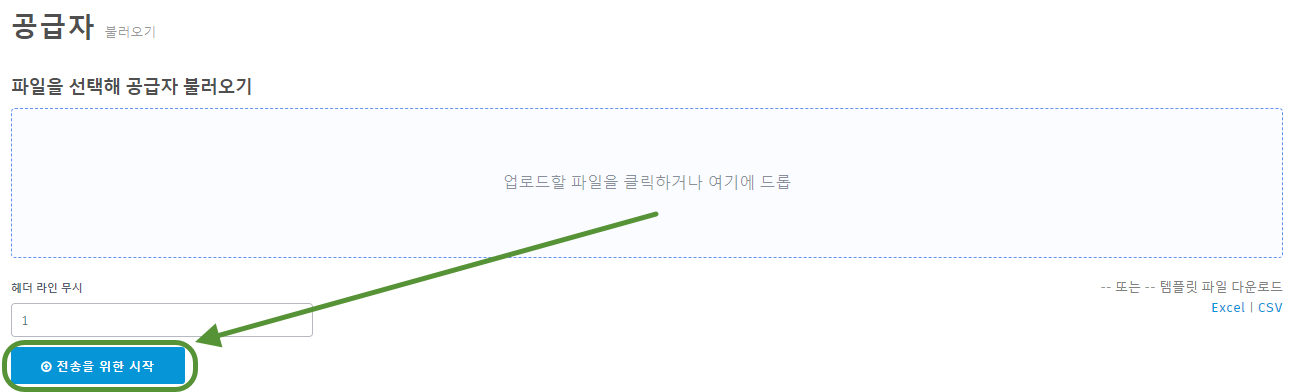 공급자 불러오기
파일을 선택해 공급자 불러오기
업로드할 파일을 클릭하거나 여기에 드롭
헤더 라인 무시
-- 또는 -- 템플릿 파일 다운로드
1
Excel | CSV
전송을 위한 시작